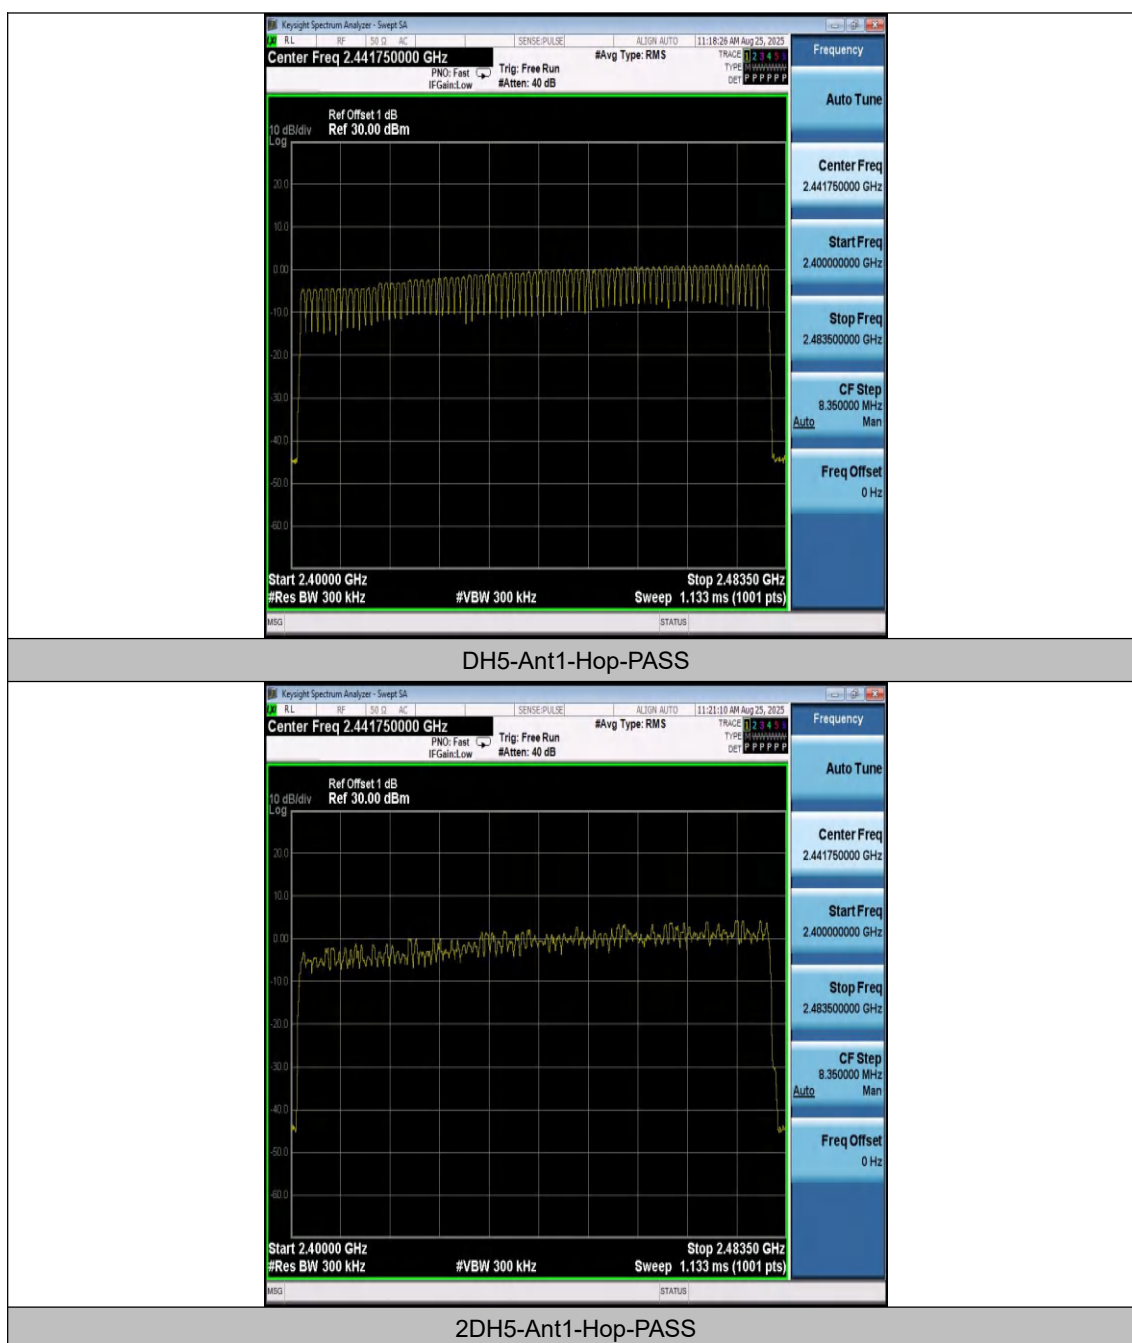 Keysight Spectrum Analyzer - Swept SA
RL RF 50 Ω AC SENSE:PULSE ALIGN AUTO 11:18:26 AM Aug 25, 2025
Center Freq 2.441750000 GHz
#Avg Type: RMS
TRACE 1 2 3 4 5 6
PNO: Fast Trig: Free Run
TYPE M
IFGain:Low #Atten: 40 dB
DET P P P P P P
Frequency
Auto Tune
Center Freq
2.441750000 GHz
Start Freq
2.400000000 GHz
Stop Freq
2.483500000 GHz
CF Step
8.350000 MHz
Auto Man
Freq Offset
0 Hz
Ref Offset 1 dB
10 dB/div Ref 30.00 dBm
Log
20.0
10.0
0.00
-10.0
-20.0
-30.0
-40.0
-50.0
-60.0
Start 2.40000 GHz Stop 2.48350 GHz
#Res BW 300 kHz #VBW 300 kHz Sweep 1.133 ms (1001 pts)
MSG STATUS
DH5-Ant1-Hop-PASS
Keysight Spectrum Analyzer - Swept SA
RL RF 50 Ω AC SENSE:PULSE ALIGN AUTO 11:21:10 AM Aug 25, 2025
Center Freq 2.441750000 GHz
#Avg Type: RMS
TRACE 1 2 3 4 5 6
PNO: Fast Trig: Free Run
TYPE M
IFGain:Low #Atten: 40 dB
DET P P P P P P
Frequency
Auto Tune
Center Freq
2.441750000 GHz
Start Freq
2.400000000 GHz
Stop Freq
2.483500000 GHz
CF Step
8.350000 MHz
Auto Man
Freq Offset
0 Hz
Ref Offset 1 dB
10 dB/div Ref 30.00 dBm
Log
20.0
10.0
0.00
-10.0
-20.0
-30.0
-40.0
-50.0
-60.0
Start 2.40000 GHz Stop 2.48350 GHz
#Res BW 300 kHz #VBW 300 kHz Sweep 1.133 ms (1001 pts)
MSG STATUS
2DH5-Ant1-Hop-PASS